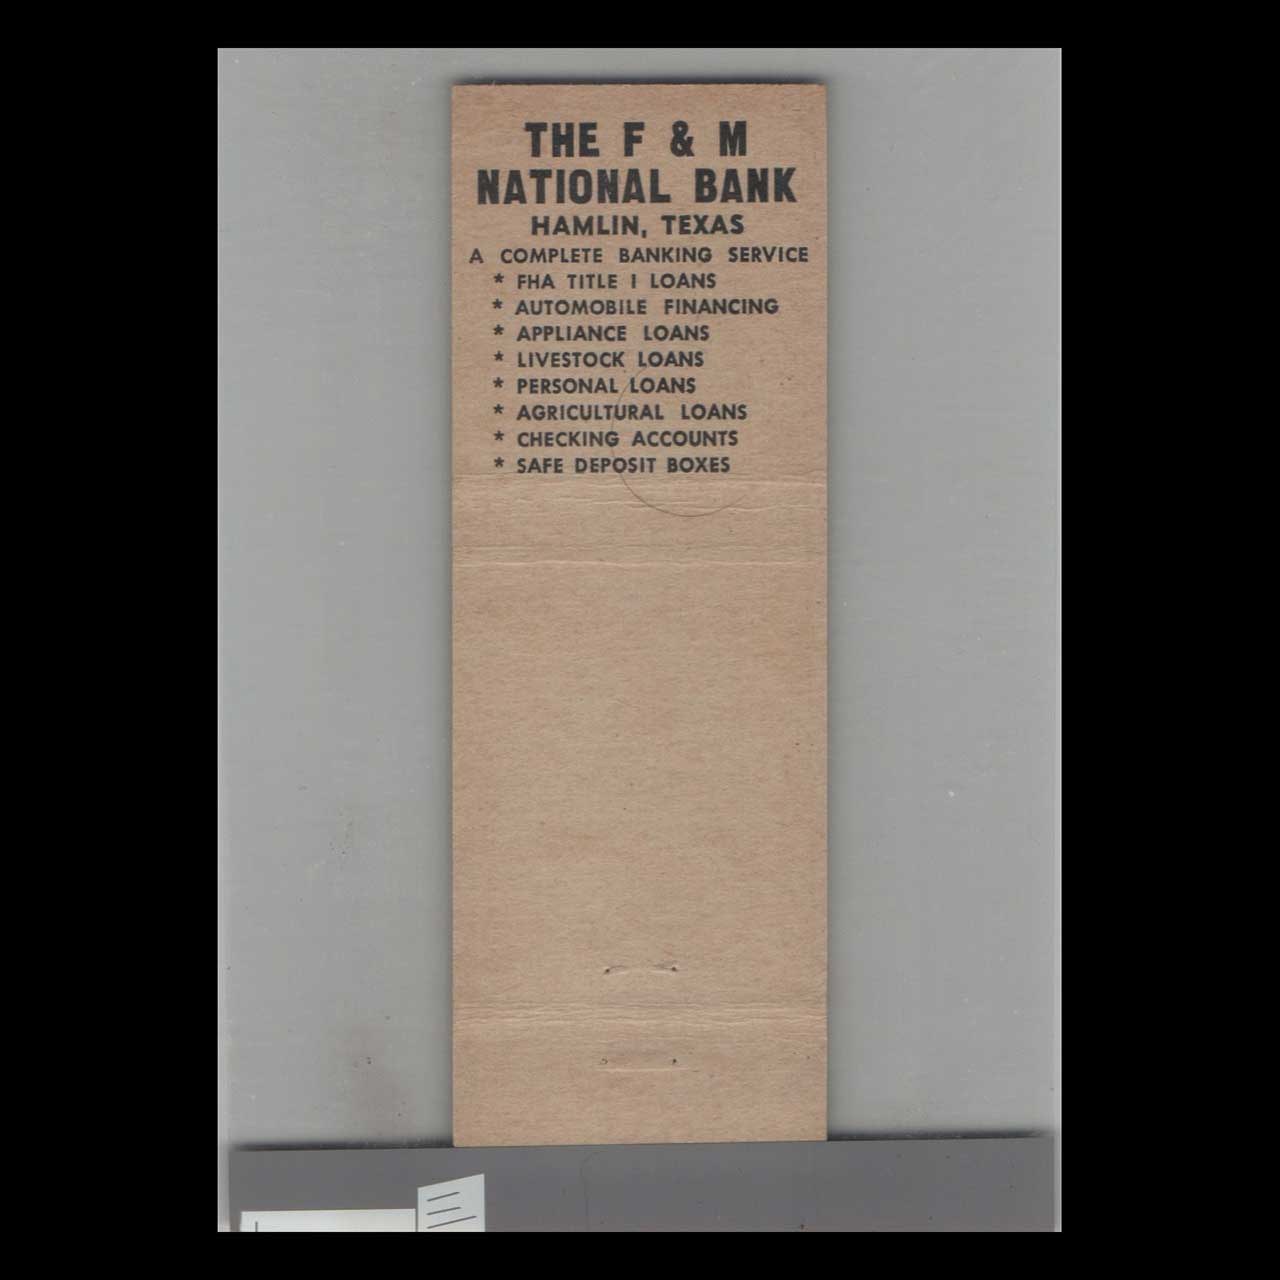 THE F & M
NATIONAL BANK
HAMLIN, TEXAS
A COMPLETE BANKING SERVICE
* FHA TITLE I LOANS
* AUTOMOBILE FINANCING
* APPLIANCE LOANS
* LIVESTOCK LOANS
* PERSONAL LOANS
* AGRICULTURAL LOANS
* CHECKING ACCOUNTS
* SAFE DEPOSIT BOXES